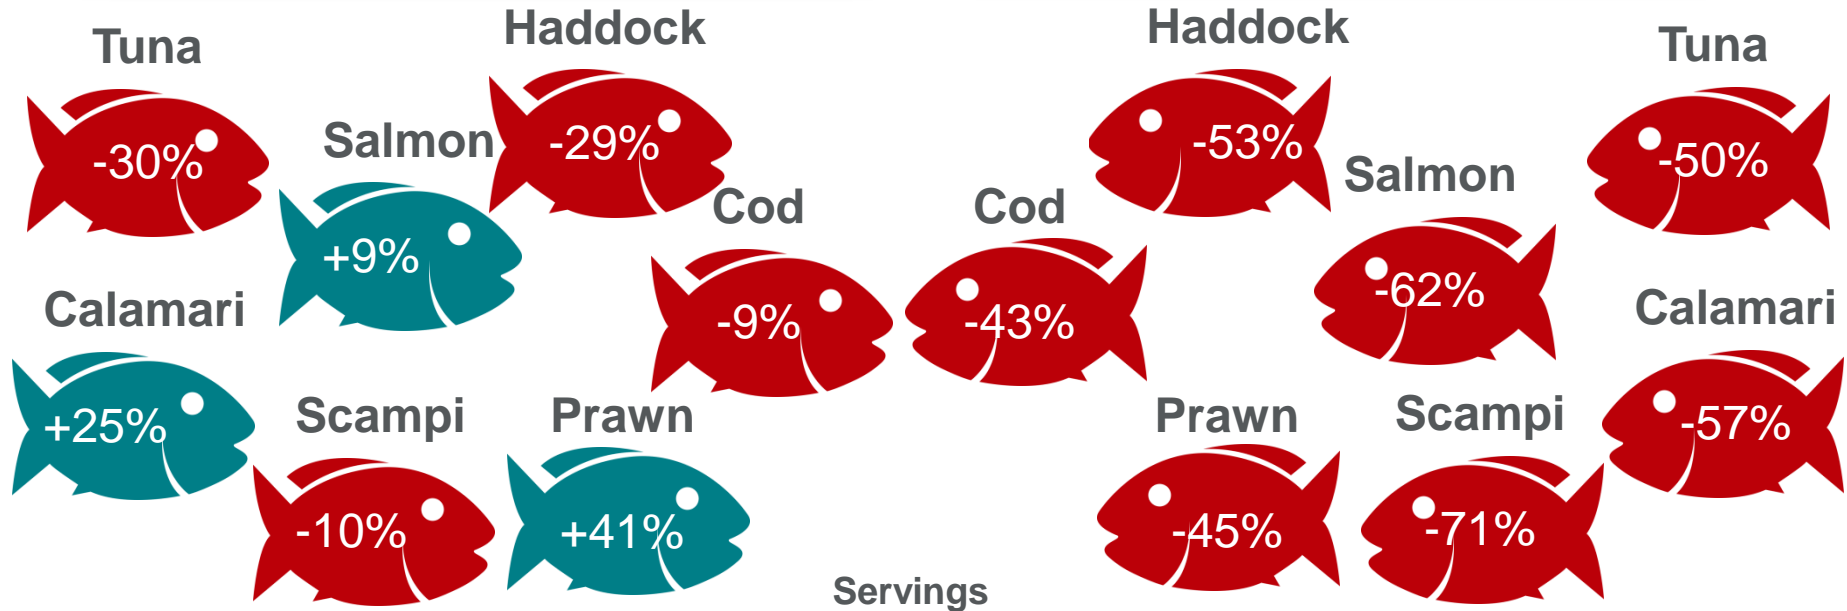 Tuna
-30%
Salmon
+9%
Haddock
-29%
Cod
-9%
Calamari
+25%
Scampi
-10%
Prawn
+41%
Cod
-43%
Haddock
-53%
Salmon
-62%
Tuna
-50%
Prawn
-45%
Scampi
-71%
Calamari
-57%
Servings